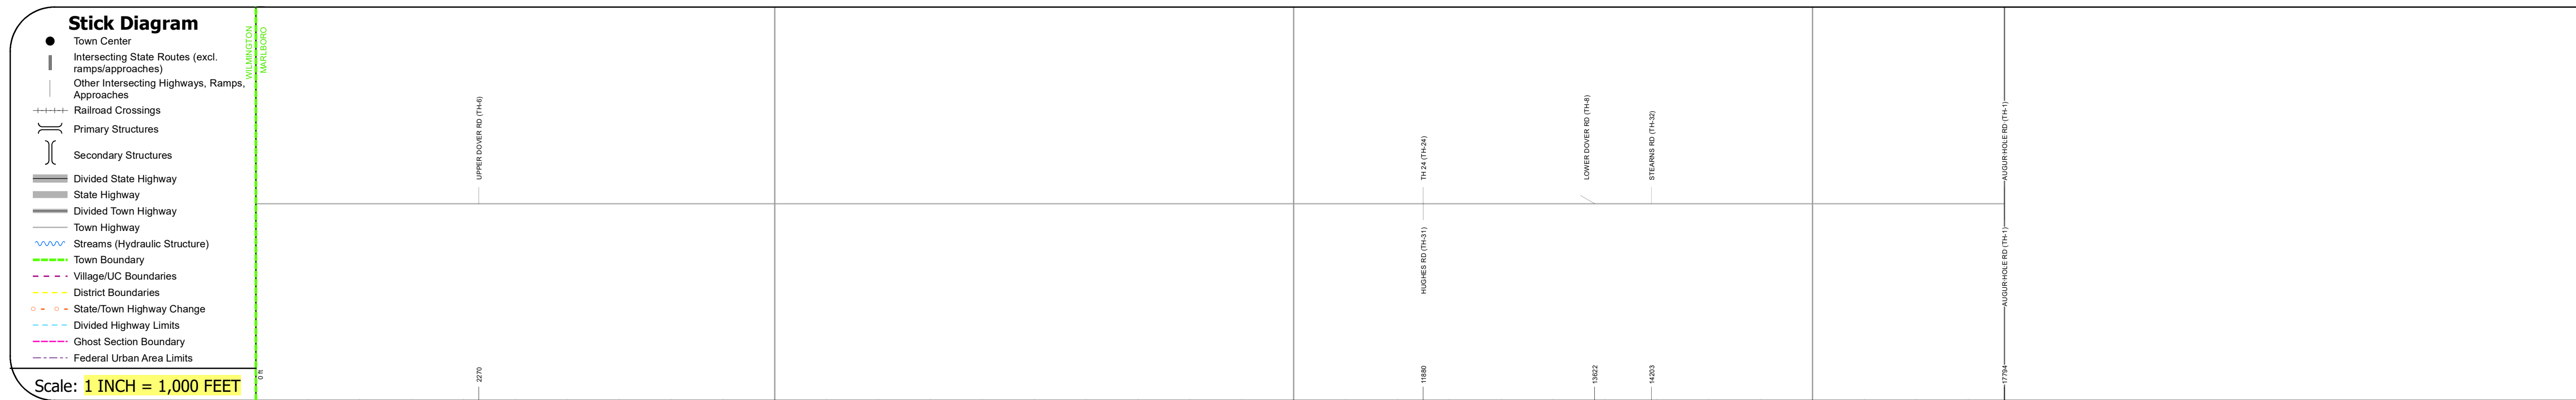 Stick Diagram
Town Center
Intersecting State Routes (excl.
ramps/approaches)
Other Intersecting Highways, Ramps,
Approaches
Railroad Crossings
Primary Structures
Secondary Structures
Divided State Highway
State Highway
Divided Town Highway
Town Highway
Streams (Hydraulic Structure)
Town Boundary
Village/UC Boundaries
District Boundaries
State/Town Highway Change
Divided Highway Limits
Ghost Section Boundary
Federal Urban Area Limits
Scale: 1 INCH = 1,000 FEET
WILMINGTON
MARLBORO
UPPER DOVER RD (TH-6)
TH 24 (TH-24)
LOWER DOVER RD (TH-8)
STEARNS RD (TH-32)
AUGUR HOLE RD (TH-1)
HUGHES RD (TH-31)
AUGUR HOLE RD (TH-1)
0 ft
2270
11880
13622
14203
17794